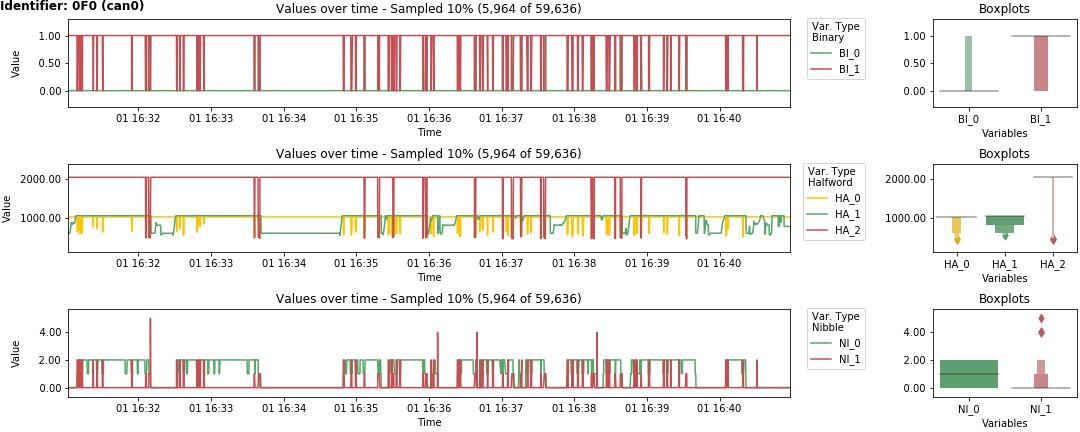 Identifier: 0F0 (can0)
Values over time - Sampled 10% (5,964 of 59,636)
Value
1.00
0.50
0.00
01 16:32 01 16:33 01 16:34 01 16:35 01 16:36 01 16:37 01 16:38 01 16:39 01 16:40
Time
Var. Type
Binary
BI_0
BI_1
Boxplots
1.00
0.50
0.00
BI_0 BI_1
Variables
Values over time - Sampled 10% (5,964 of 59,636)
Value
2000.00
1000.00
01 16:32 01 16:33 01 16:34 01 16:35 01 16:36 01 16:37 01 16:38 01 16:39 01 16:40
Time
Var. Type
Halfword
HA_0
HA_1
HA_2
Boxplots
2000.00
1000.00
HA_0 HA_1 HA_2
Variables
Values over time - Sampled 10% (5,964 of 59,636)
Value
4.00
2.00
0.00
01 16:32 01 16:33 01 16:34 01 16:35 01 16:36 01 16:37 01 16:38 01 16:39 01 16:40
Time
Var. Type
Nibble
NI_0
NI_1
Boxplots
4.00
2.00
0.00
NI_0 NI_1
Variables